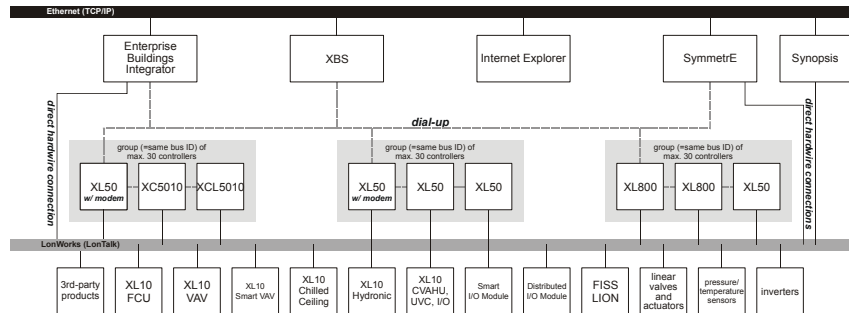 Ethernet (TCP/IP)
Enterprise
Buildings
Integrator
XBS
Internet Explorer
SymmetrE
Synopsis
direct hardwire connection
dial-up
direct hardwire connections
group (=same bus ID) of
max. 30 controllers
group (=same bus ID) of
max. 30 controllers
group (=same bus ID) of
max. 30 controllers
XL50
w/ modem
XC5010
XCL5010
XL50
w/ modem
XL50
XL50
XL800
XL800
XL50
LonWorks (LonTalk)
3rd-party
products
XL10
FCU
XL10
VAV
XL10
Smart VAV
XL10
Chilled
Ceiling
XL10
Hydronic
XL10
CVAHU,
UVC, I/O
Smart
I/O Module
Distributed
I/O Module
FISS
LION
linear
valves
and
actuators
pressure/
temperature
sensors
inverters